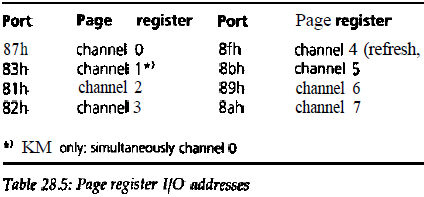 Port Page register Port Page register
87h channel 0 8fh channel 4 (refresh,
83h channel 1*) 8bh channel 5
81h channel 2 89h channel 6
82h channel 3 8ah channel 7
*) KM only: simultaneously channel 0
Table 28.5: Page register I/O addresses